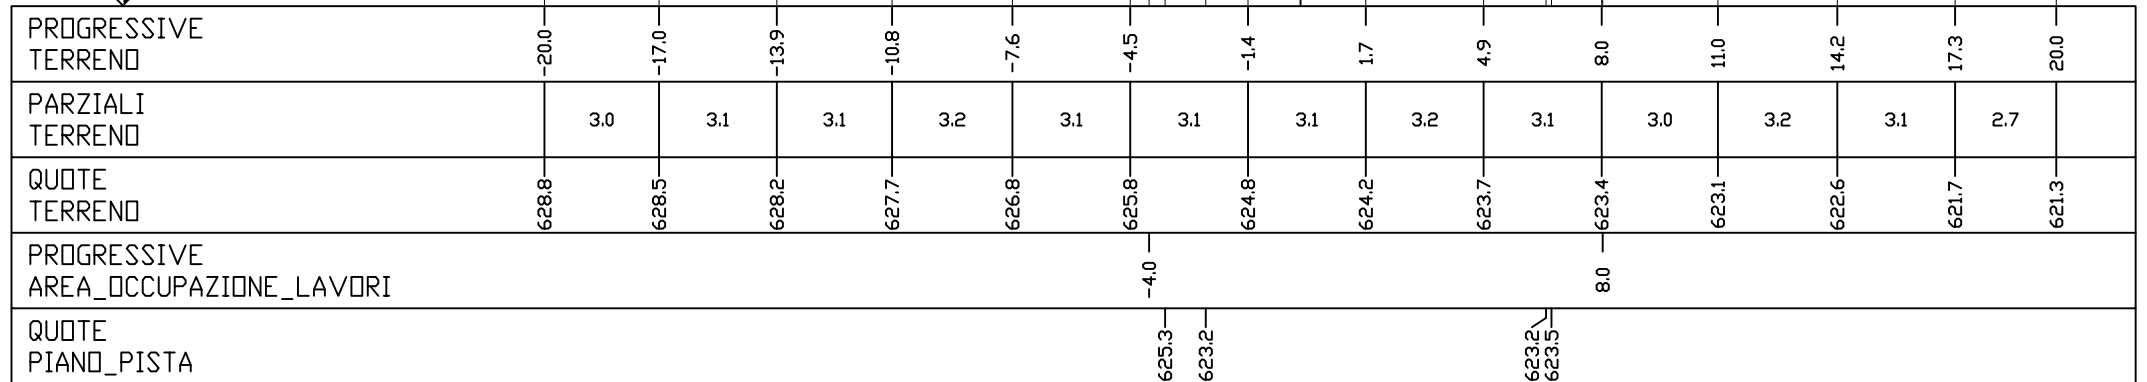 PROGRESSIVE
TERRENO
-20.0 -17.0 -13.9 -10.8 -7.6 -4.5 -1.4 1.7 4.9 8.0 11.0 14.2 17.3 20.0
PARZIALI
TERRENO
3.0 3.1 3.1 3.2 3.1 3.1 3.1 3.2 3.1 3.0 3.2 3.1 2.7
QUOTE
TERRENO
628.8 628.5 628.2 627.7 626.8 625.8 624.8 624.2 623.7 623.4 623.1 622.6 621.7 621.3
PROGRESSIVE
AREA_OCCUPAZIONE_LAVORI
-4.0 8.0
QUOTE
PIANO_PISTA
625.3 623.2 623.2 623.5